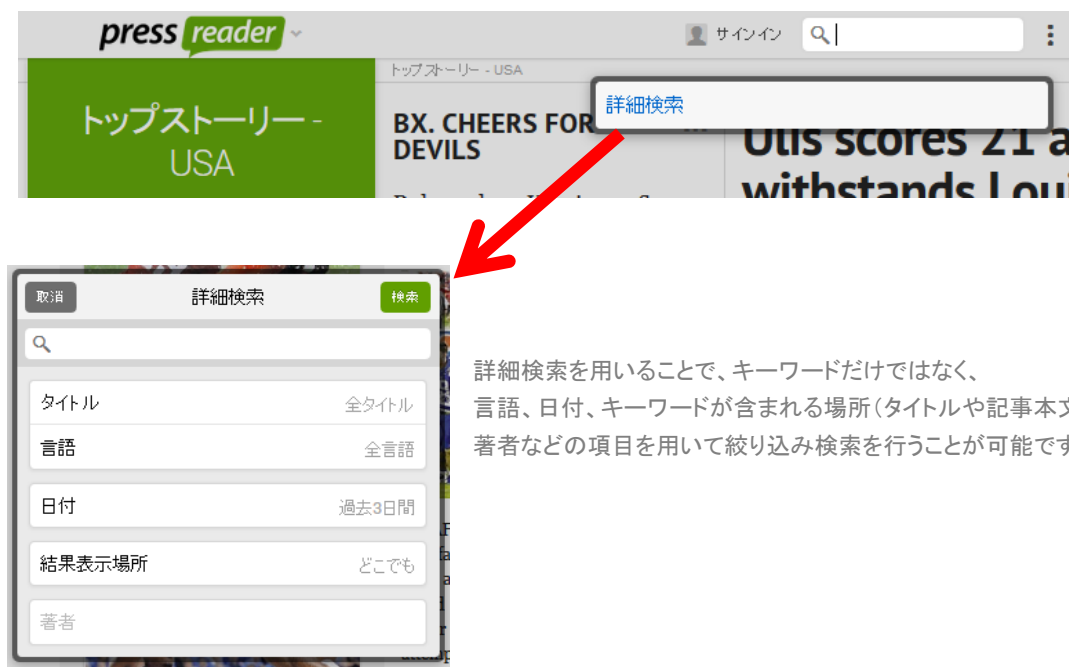 press reader
サインイン
トップストーリー - USA
詳細検索
トップストーリー -
USA
BX. CHEERS FOR
DEVILS
Ulis scores 21 a
withstands Loui
取消
詳細検索
検索
タイトル
全タイトル
言語
全言語
日付
過去3日間
結果表示場所
どこでも
著者
詳細検索を用いることで、キーワードだけではなく、
言語、日付、キーワードが含まれる場所（タイトルや記事本文
著者などの項目を用いて絞り込み検索を行うことが可能です